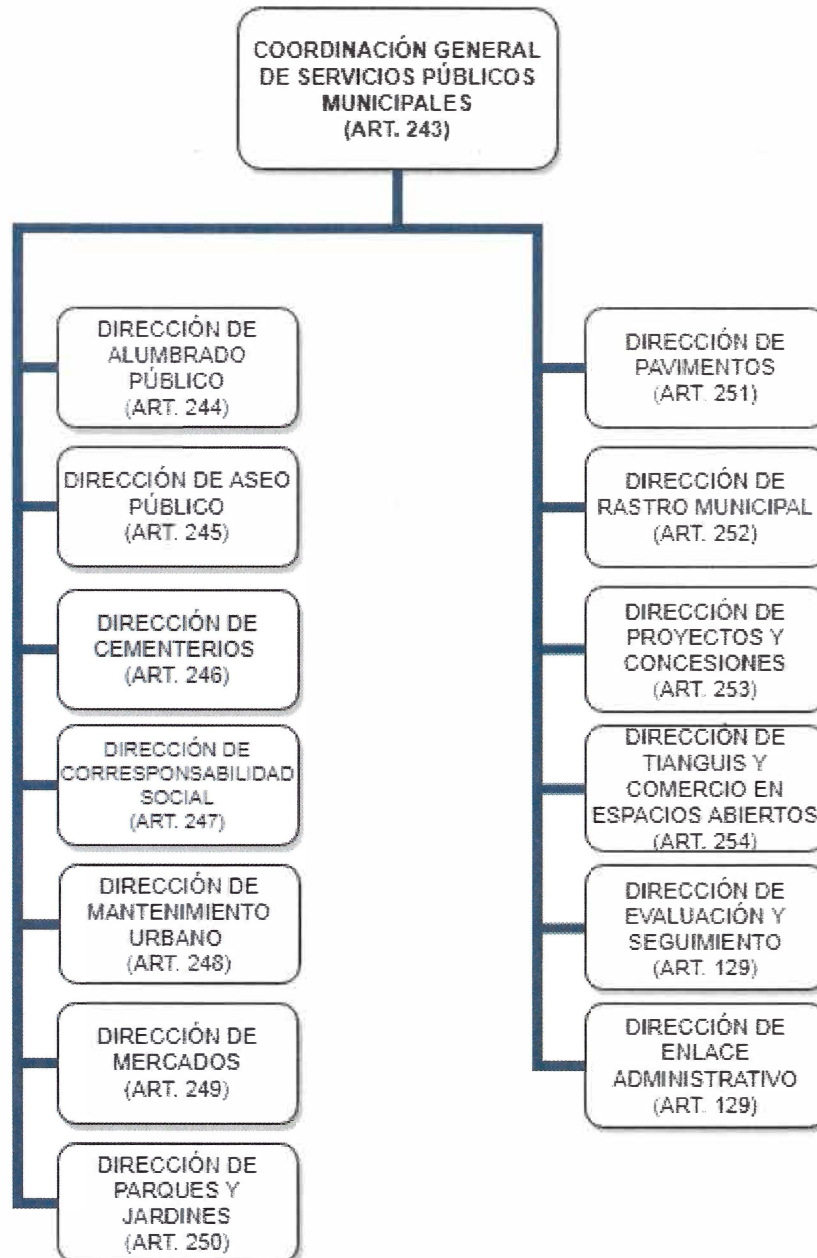 COORDINACIÓN GENERAL
DE SERVICIOS PÚBLICOS
MUNICIPALES
(ART. 243)
DIRECCIÓN DE
ALUMBRADO
PÚBLICO
(ART. 244)
DIRECCIÓN DE ASEO
PÚBLICO
(ART. 245)
DIRECCIÓN DE
CEMENTERIOS
(ART. 246)
DIRECCIÓN DE
CORRESPONSABILIDAD
SOCIAL
(ART. 247)
DIRECCIÓN DE
MANTENIMIENTO
URBANO
(ART. 248)
DIRECCIÓN DE
MERCADOS
(ART. 249)
DIRECCIÓN DE
PARQUES Y
JARDINES
(ART. 250)
DIRECCIÓN DE
PAVIMENTOS
(ART. 251)
DIRECCIÓN DE
RASTRO MUNICIPAL
(ART. 252)
DIRECCIÓN DE
PROYECTOS Y
CONCESIONES
(ART. 253)
DIRECCIÓN DE
TIANGUIS Y
COMERCIO EN
ESPACIOS ABIERTOS
(ART. 254)
DIRECCIÓN DE
EVALUACIÓN Y
SEGUIMIENTO
(ART. 129)
DIRECCIÓN DE
ENLACE
ADMINISTRATIVO
(ART. 129)